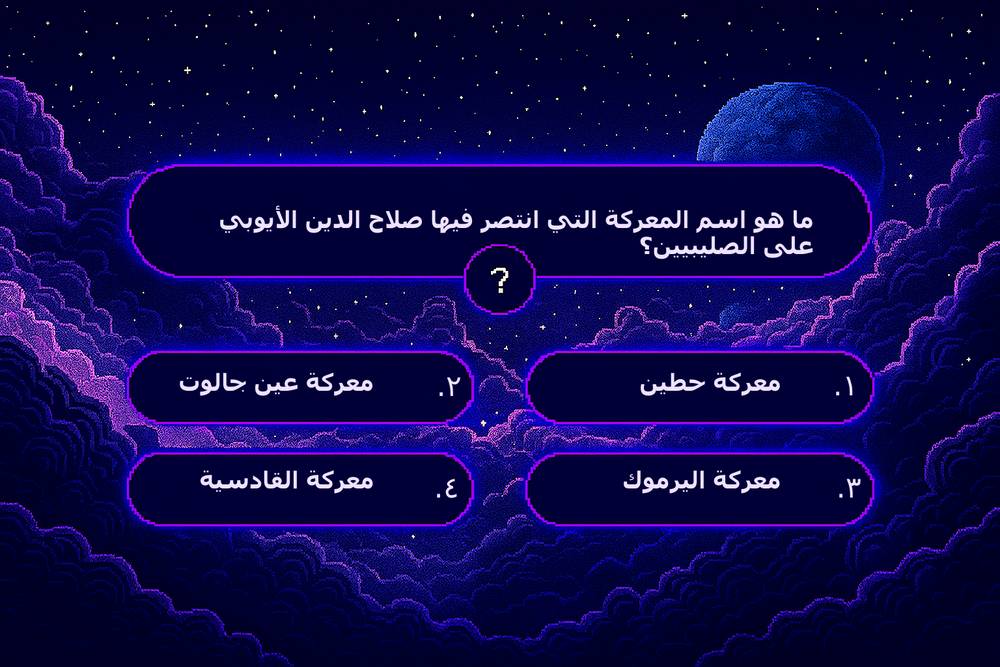 ما هو اسم المعركة التي انتصر فيها صلاح الدين الأيوبي
على الصليبيين؟
?
١. معركة حطين
٢. معركة عين جالوت
٣. معركة اليرموك
٤. معركة القادسية